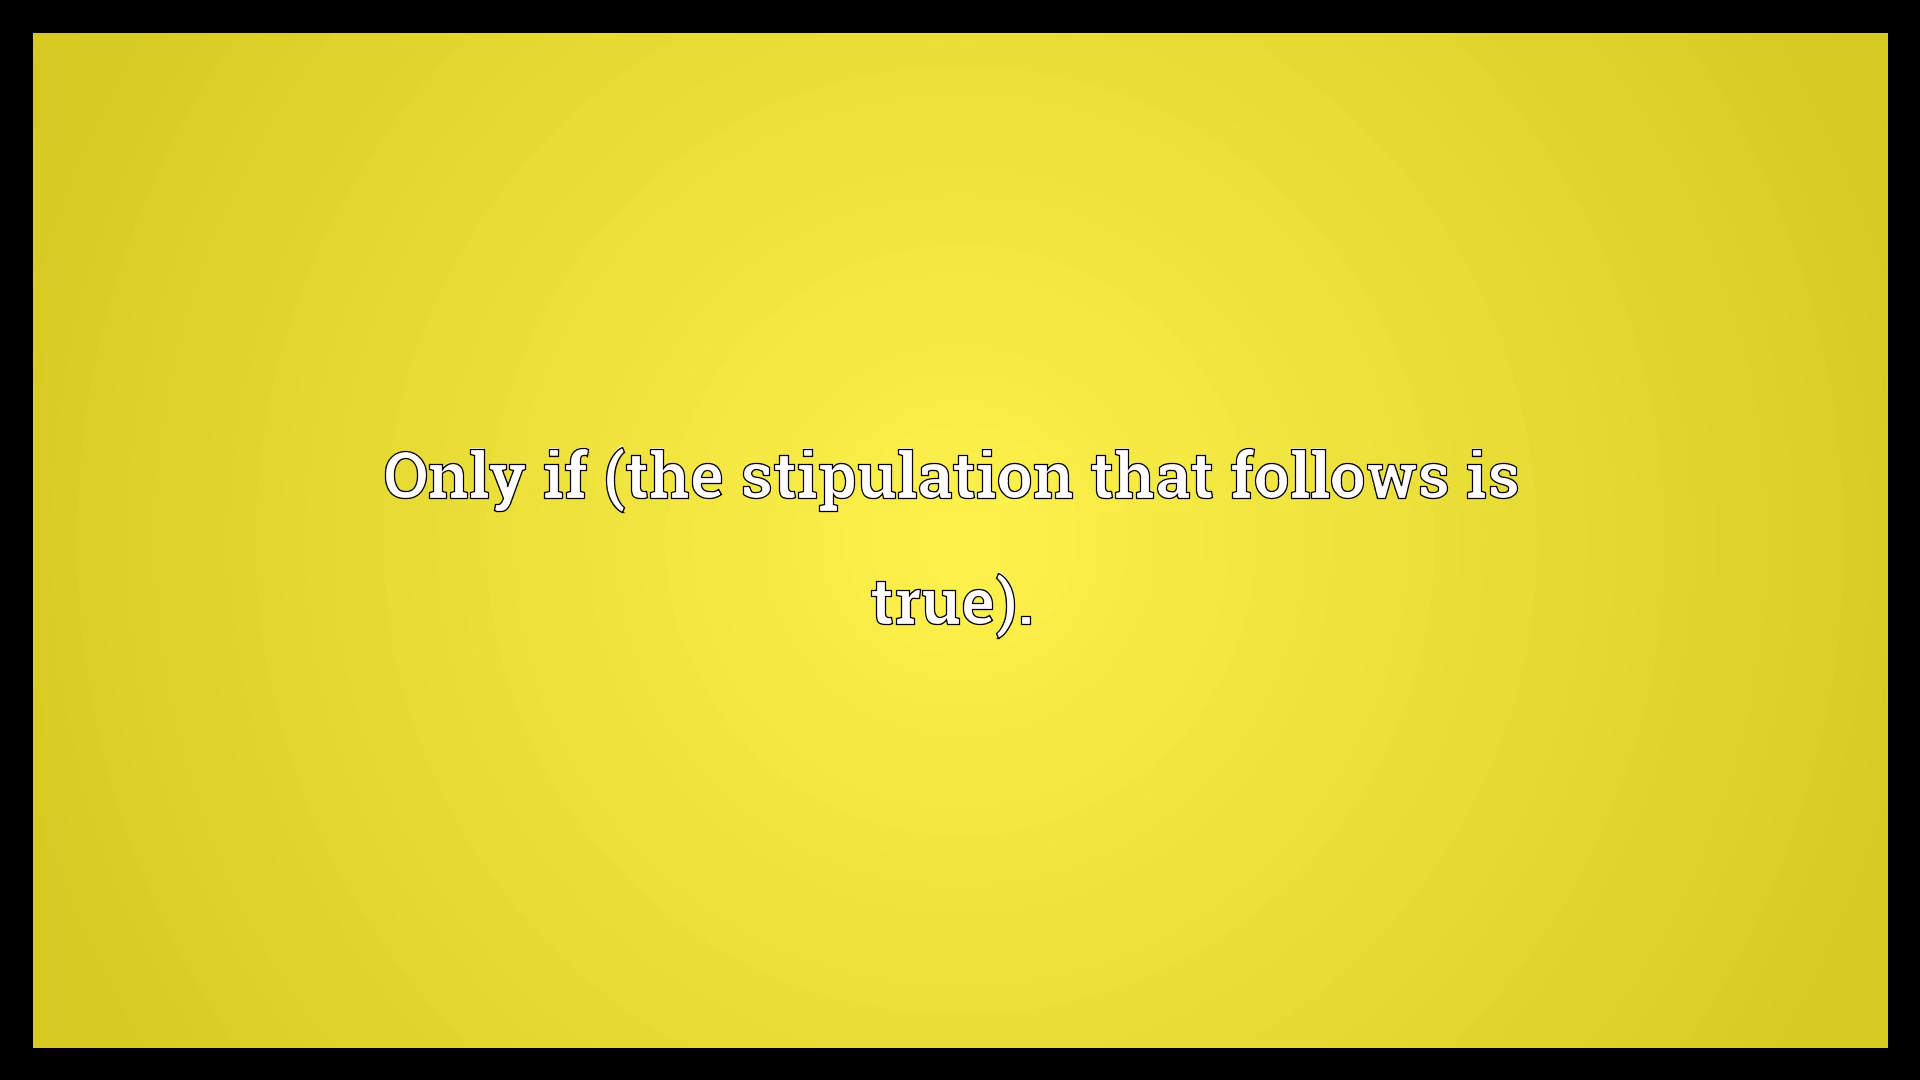 Only if (the stipulation that follows is
true).